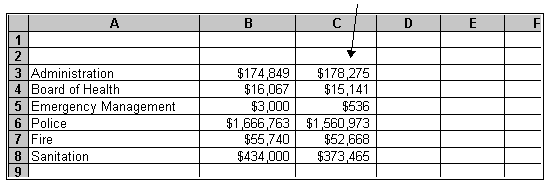 A B C D E F
1
2
3 Administration $174,849 $178,275
4 Board of Health $16,067 $15,141
5 Emergency Management $3,000 $536
6 Police $1,666,763 $1,560,973
7 Fire $55,740 $52,668
8 Sanitation $434,000 $373,465
9